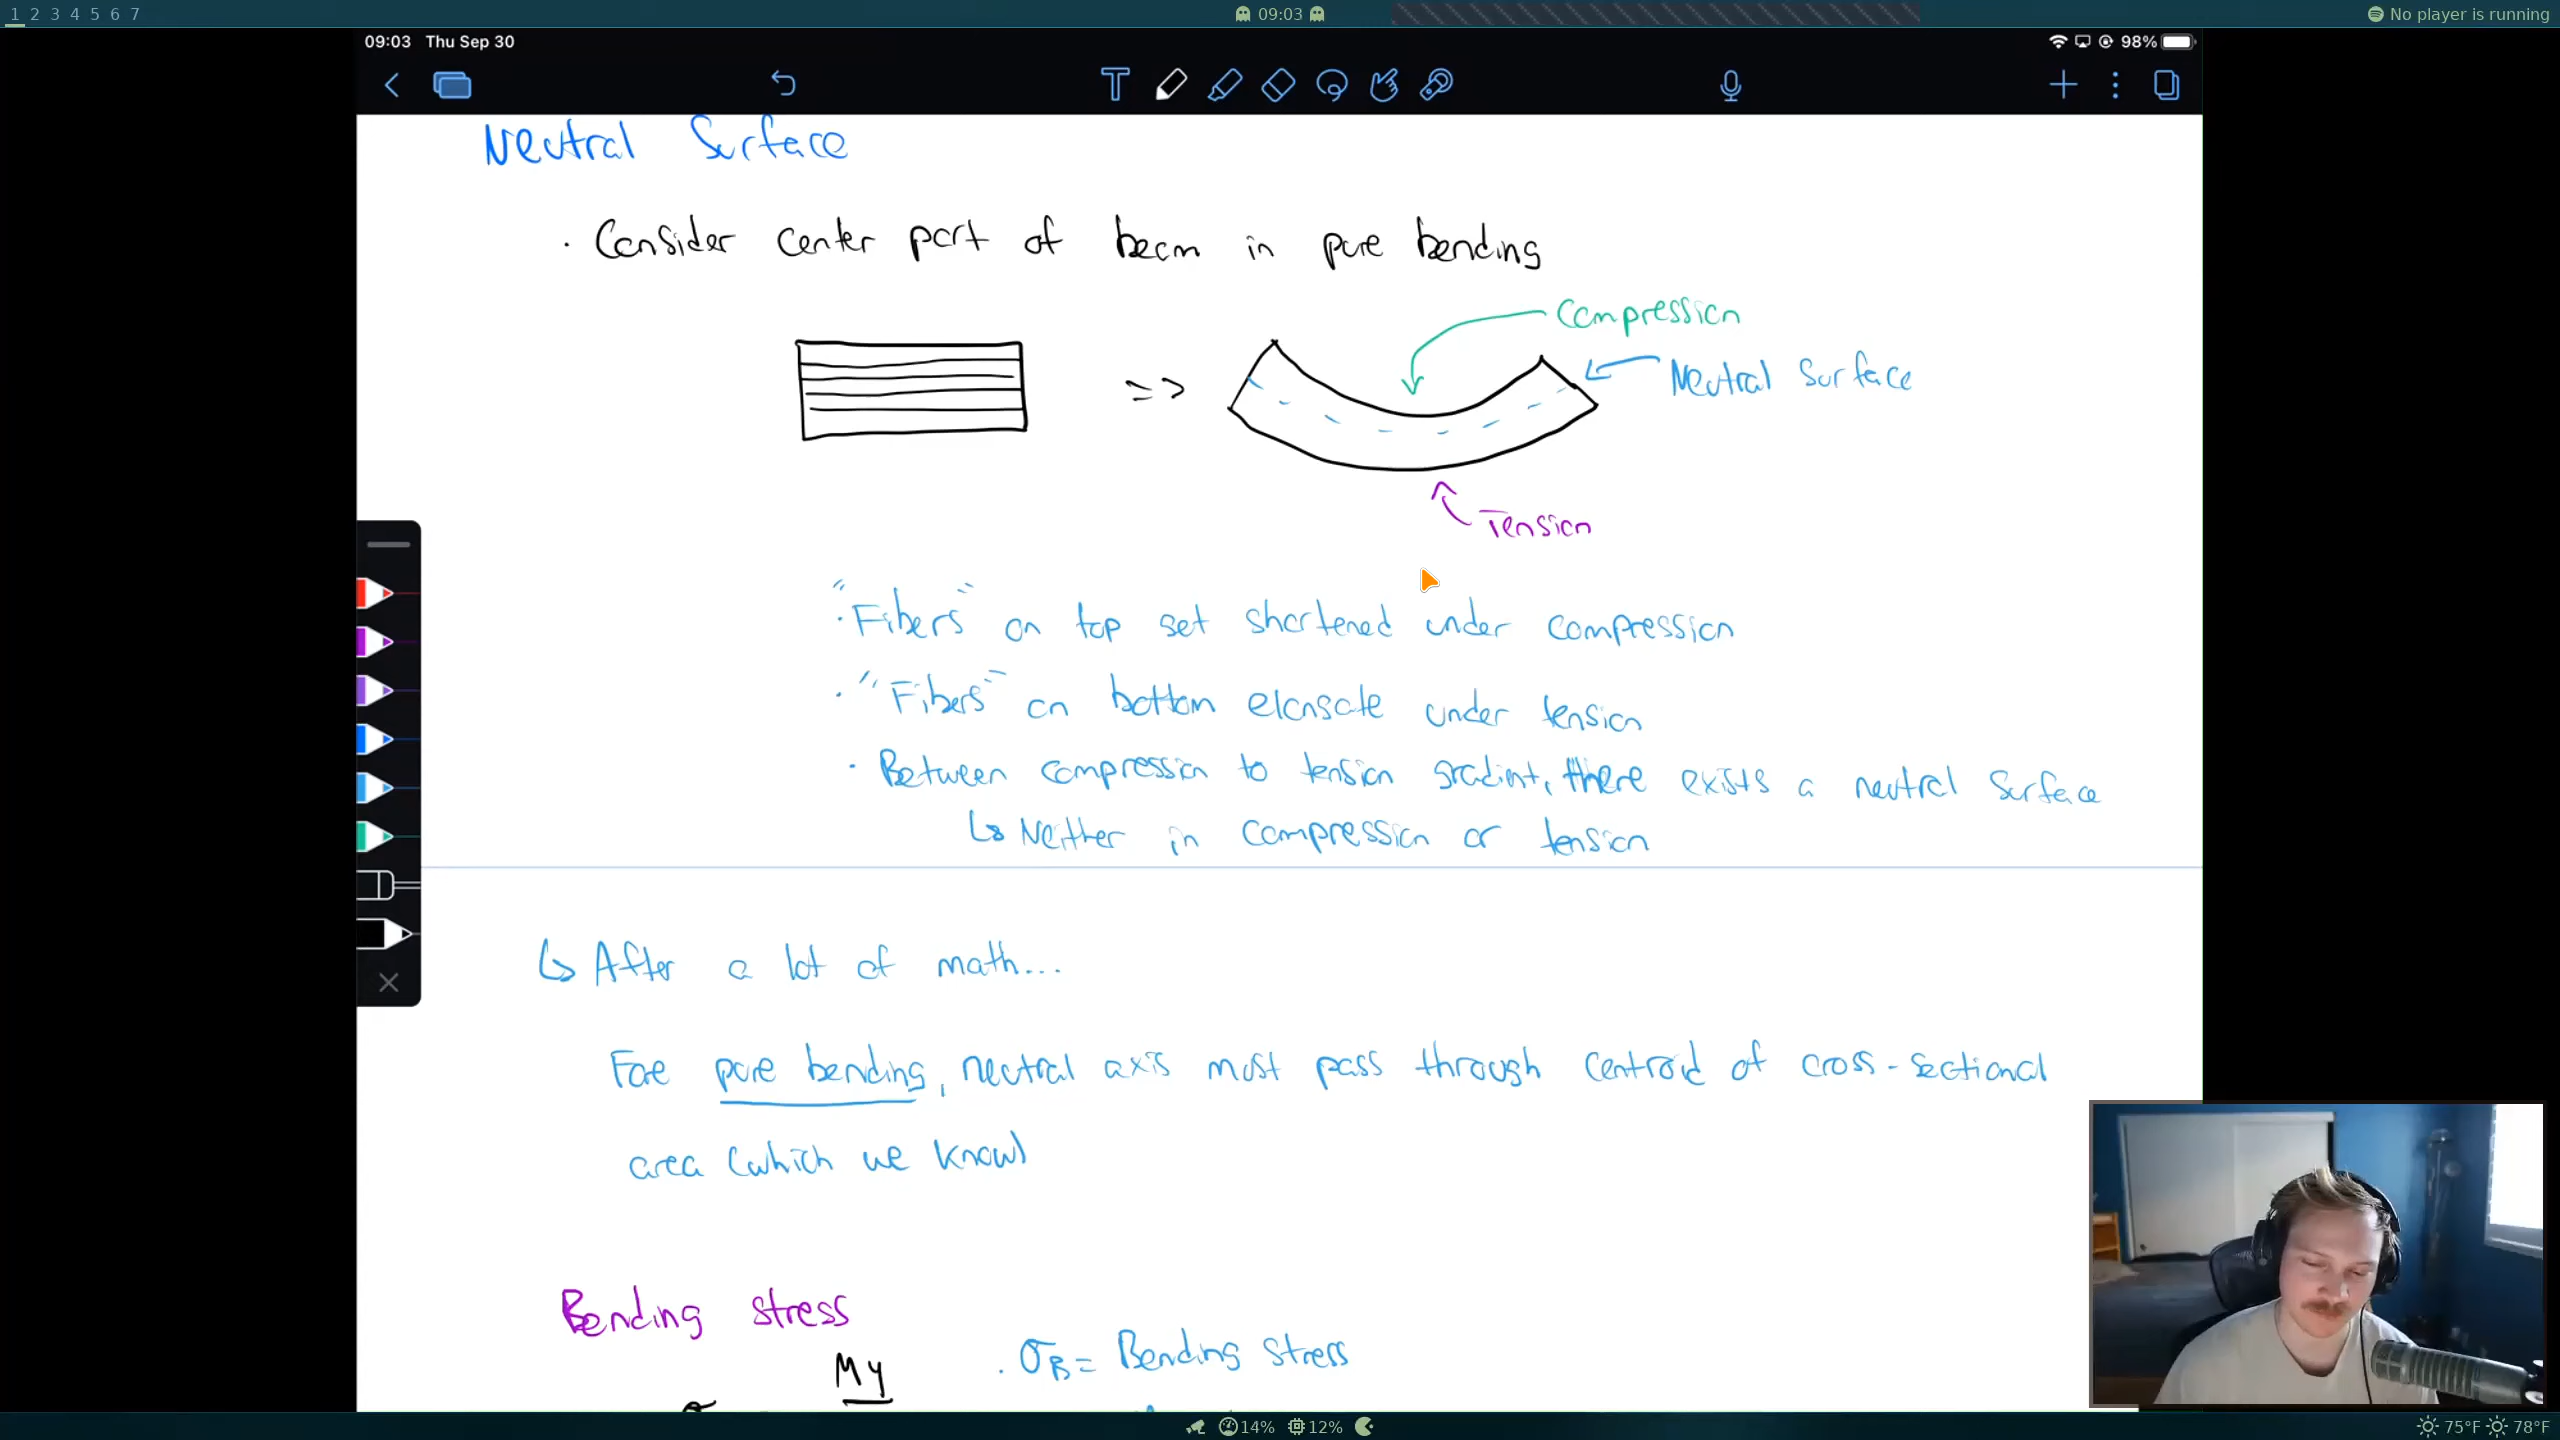 1 2 3 4 5 6 7
09:03
No player is running
09:03 Thu Sep 30
98%
T
Neutral Surface
· Consider center part of beam in pure bending
Compression
=>
Neutral Surface
Tension
· "Fibers" on top get shortened under compression
· "Fibers" on bottom elongate under tension
· Between compression to tension gradient, there exists a neutral surface
↳ Neither in compression or tension
↳ After a lot of math...
Fore pure bending, neutral axis must pass through centroid of cross-sectional
area (which we know)
Bending stress
My
· σB = Bending Stress
14% 12%
75°F 78°F